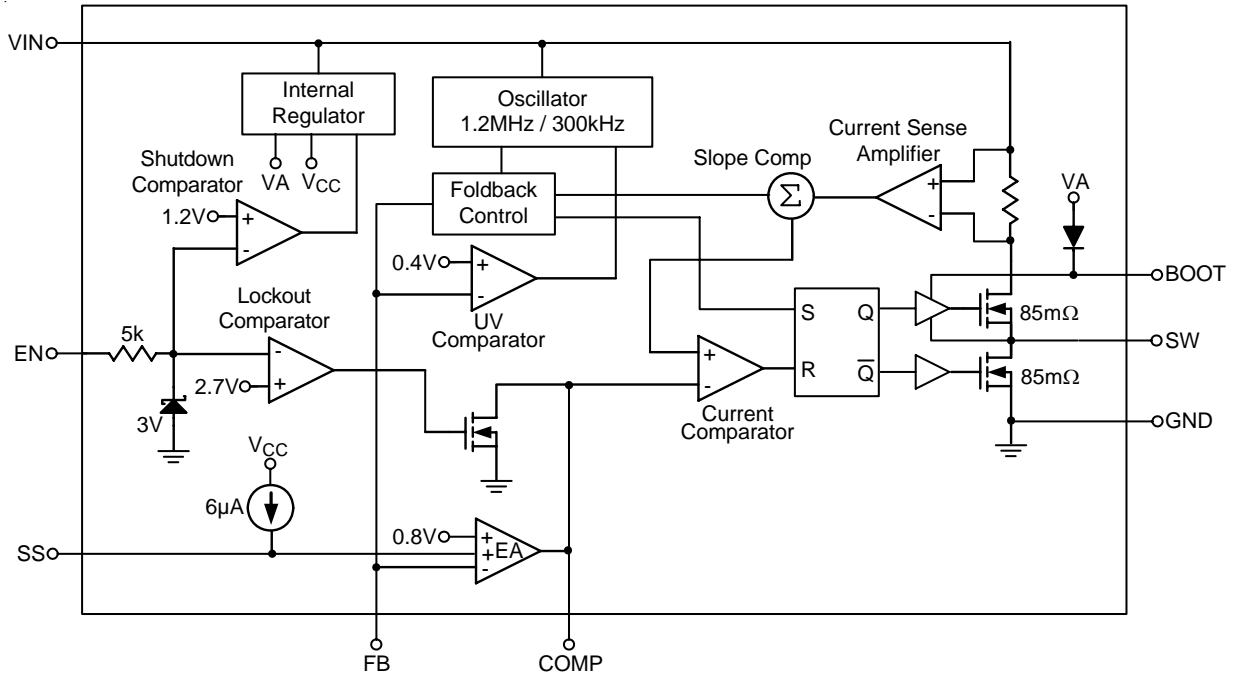 VIN
Internal
Regulator
Oscillator
1.2MHz / 300kHz
Shutdown
Comparator
VA
VCC
Foldback
Control
Slope Comp
Σ
Current Sense
Amplifier
+
-
VA
1.2V
+
-
0.4V
+
-
UV
Comparator
BOOT
Lockout
Comparator
S
Q
85mΩ
EN
5k
-
2.7V
+
+
-
R
Q̅
SW
85mΩ
Current
Comparator
3V
GND
VCC
6µA
0.8V
+
+
EA
-
SS
FB
COMP